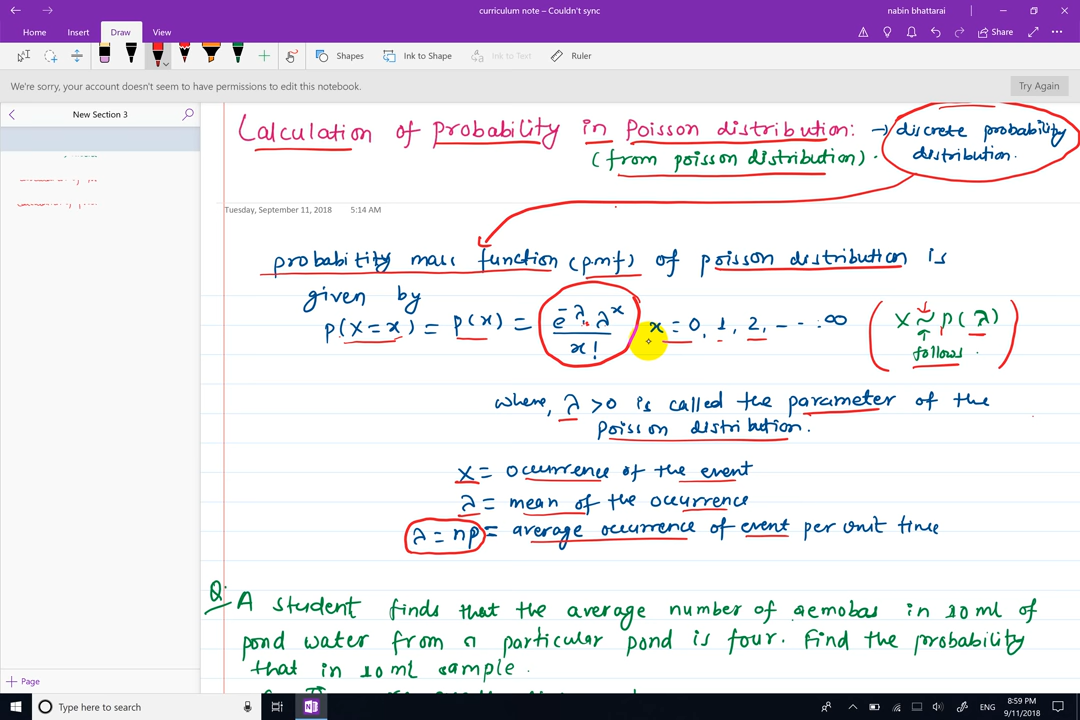 curriculum note – Couldn't sync
nabin bhattarai
Home Insert Draw View
Share
Shapes Ink to Shape Ink to Text Ruler
We're sorry, your account doesn't seem to have permissions to edit this notebook.
Try Again
New Section 3
Calculation of probability in Poisson distribution: → discrete probability
(from poisson distribution). distribution.
Tuesday, September 11, 2018 5:14 AM
probability mass function (p.m.f) of poisson distribution is
given by
p(X=x) = p(x) = e^-λ. λ^x / x! x = 0, 1, 2, - - - ∞ ( X ~ p(λ) )
↑ follows
where, λ >0 is called the parameter of the
poisson distribution.
X = occurrence of the event
λ = mean of the occurrence
λ = np = average occurrence of event per unit time
Q: A student finds that the average number of aemobas in 10 ml of
pond water from a particular pond is four. Find the probability
that in 10 ml sample.
+ Page
Type here to search
ENG
8:59 PM
9/11/2018